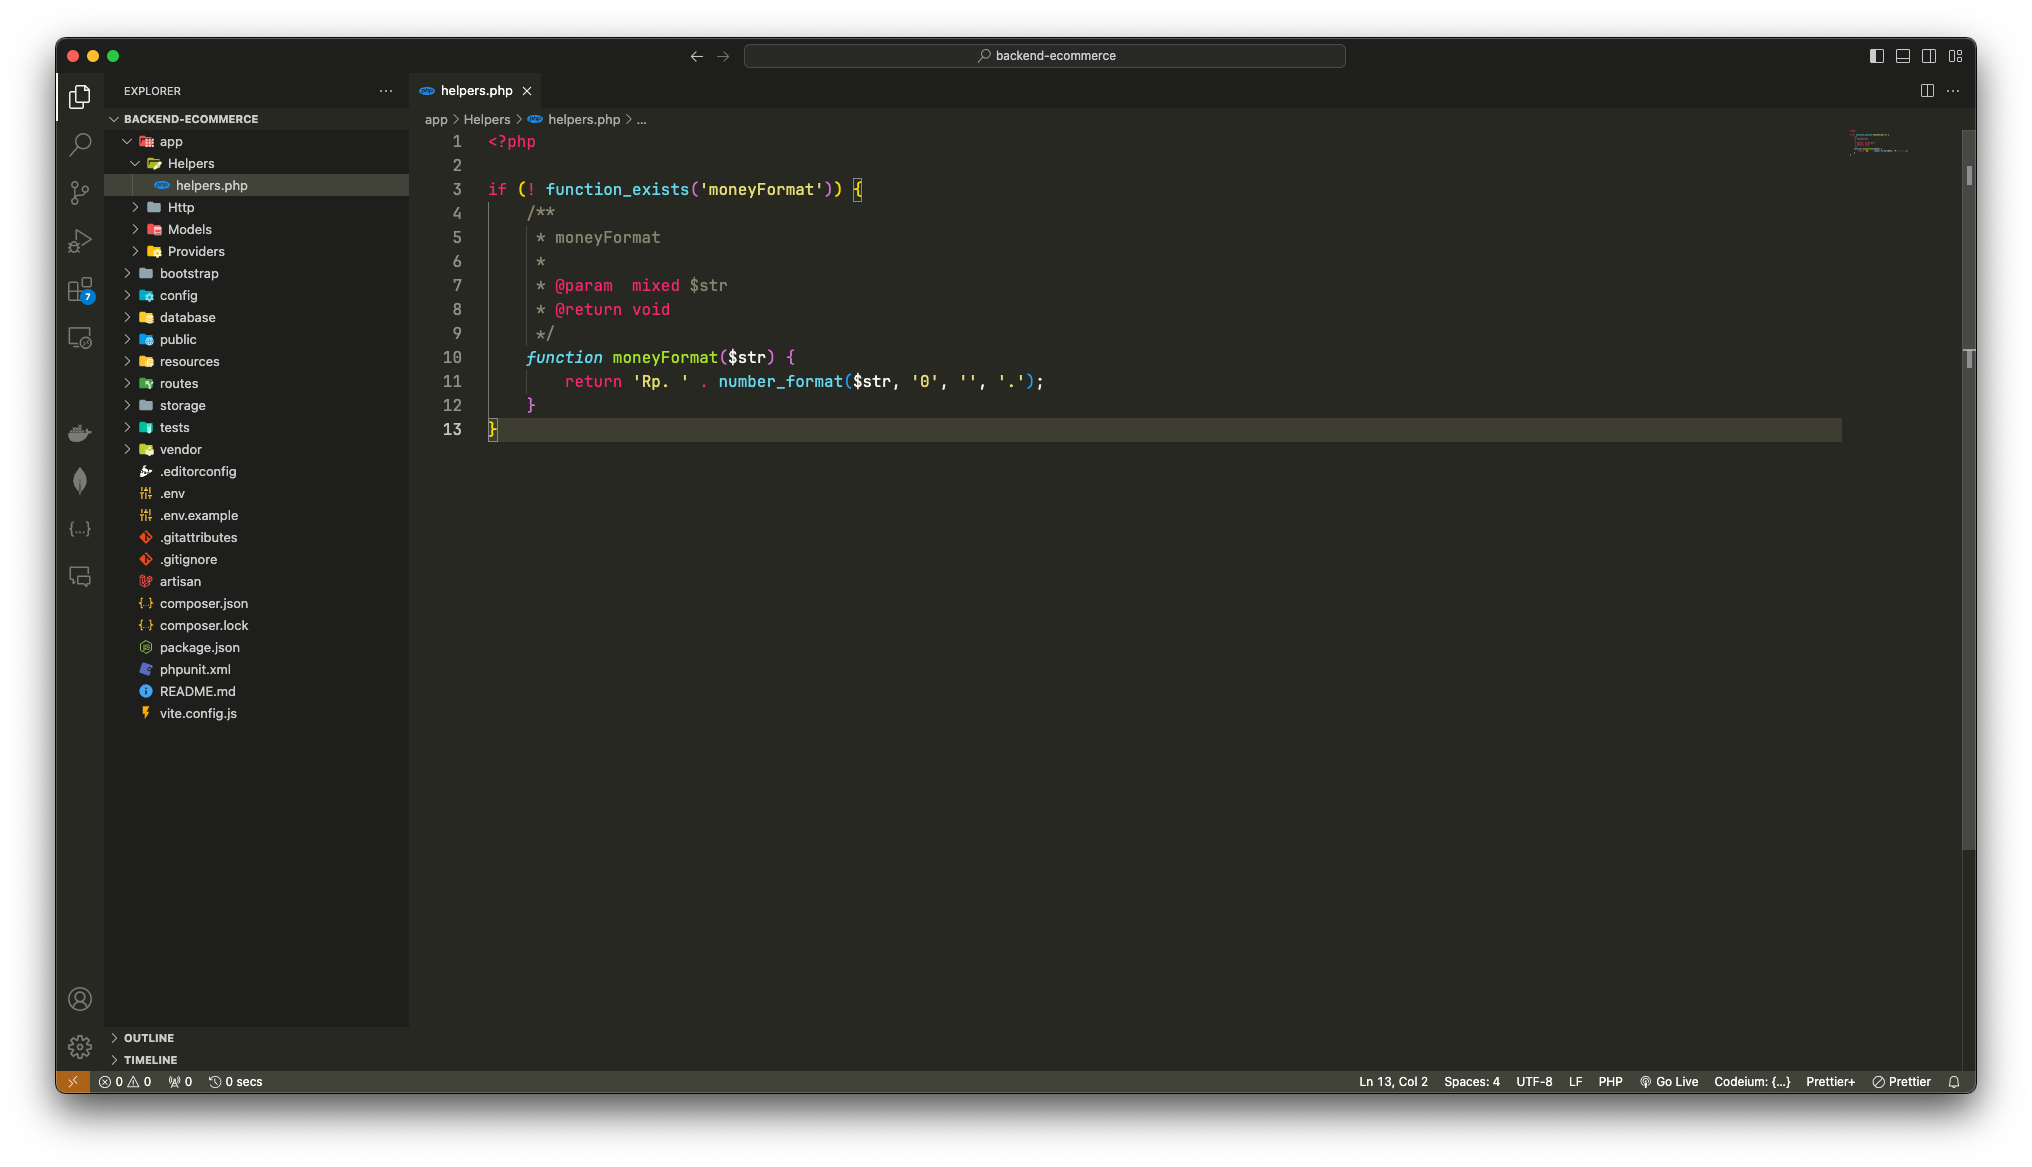 backend-ecommerce
EXPLORER
BACKEND-ECOMMERCE
app
Helpers
helpers.php
Http
Models
Providers
bootstrap
config
database
public
resources
routes
storage
tests
vendor
.editorconfig
.env
.env.example
.gitattributes
.gitignore
artisan
composer.json
composer.lock
package.json
phpunit.xml
README.md
vite.config.js
OUTLINE
TIMELINE
7
helpers.php
app > Helpers > php helpers.php > ...
1 <?php
2
3 if (! function_exists('moneyFormat')) {
4     /**
5      * moneyFormat
6      *
7      * @param  mixed $str
8      * @return void
9      */
10     function moneyFormat($str) {
11         return 'Rp. ' . number_format($str, '0', '', '.');
12     }
13 }
0 0 0 0 secs
Ln 13, Col 2 Spaces: 4 UTF-8 LF PHP Go Live Codeium: {...} Prettier+ Prettier